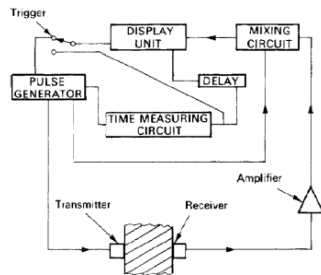 Trigger
DISPLAY
UNIT
MIXING
CIRCUIT
PULSE
GENERATOR
DELAY
TIME MEASURING
CIRCUIT
Amplifier
Transmitter
Receiver